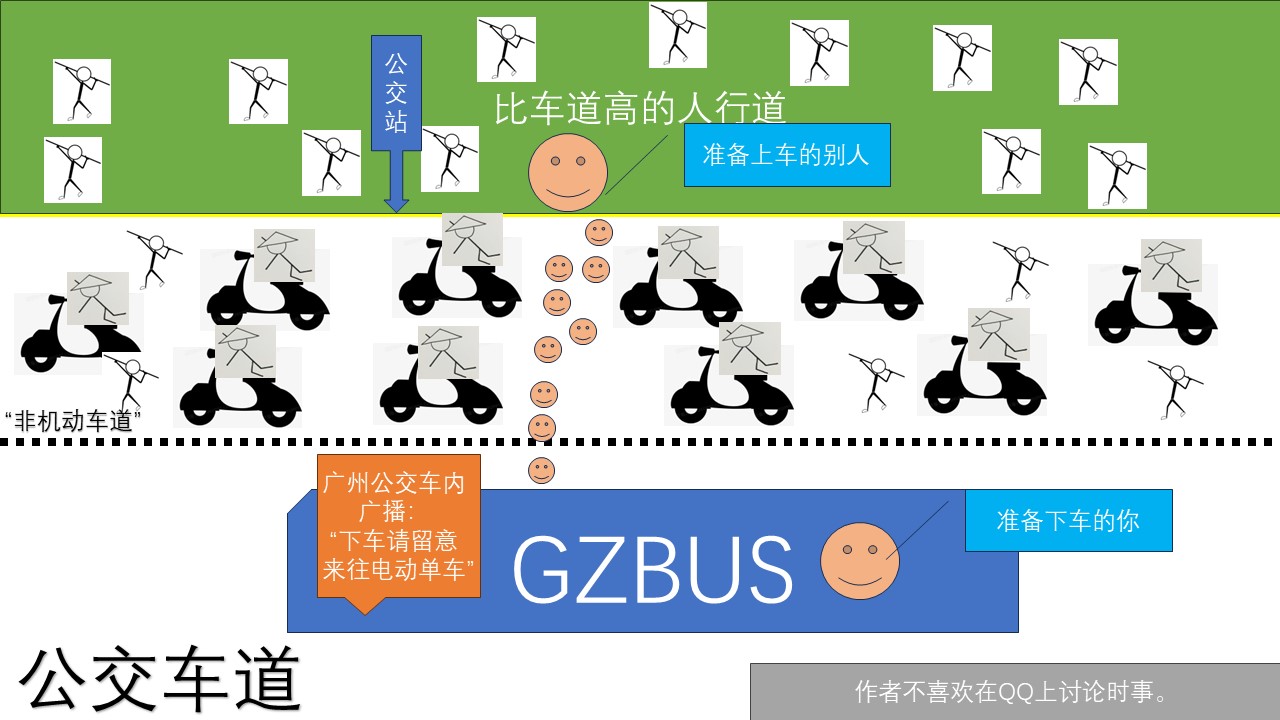 公
交
站
比车道高的人行道
准备上车的别人
“非机动车道”
广州公交车内
广播:
“下车请留意
来往电动单车”
GZBUS
准备下车的你
公交车道
作者不喜欢在QQ上讨论时事。